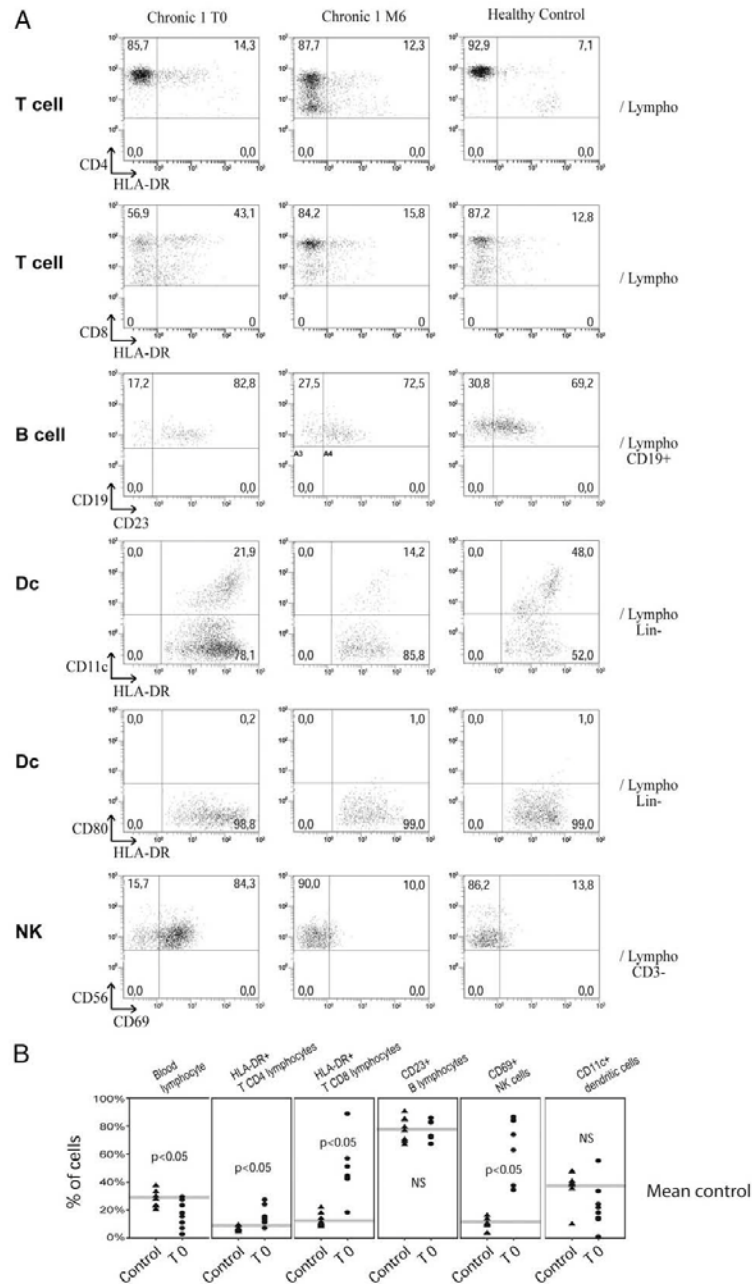 A
Chronic 1 T0 Chronic 1 M6 Healthy Control
85,7 14,3 87,7 12,3 92,9 7,1
T cell / Lympho
0,0 0,0 0,0 0,0 0,0 0,0
CD4
HLA-DR
56,9 43,1 84,2 15,8 87,2 12,8
T cell / Lympho
0 0 0 0 0 0
CD8
HLA-DR
17,2 82,8 27,5 72,5 30,8 69,2
B cell / Lympho
CD19+
A3 A4
0,0 0,0 0,0 0,0 0,0 0,0
CD19
CD23
0,0 21,9 0,0 14,2 0,0 48,0
Dc / Lympho
Lin-
0,0 78,1 0,0 85,8 0,0 52,0
CD11c
HLA-DR
0,0 0,2 0,0 1,0 0,0 1,0
Dc / Lympho
Lin-
0,0 98,8 0,0 99,0 0,0 99,0
CD80
HLA-DR
15,7 84,3 90,0 10,0 86,2 13,8
NK / Lympho
CD3-
0,0 0,0 0,0 0,0 0,0 0,0
CD56
CD69
B
Blood lymphocyte
HLA-DR+ T CD4 lymphocytes
HLA-DR+ T CD8 lymphocytes
CD23+ B lymphocytes
CD69+ NK cells
CD11c+ dendritic cells
% of cells
100%
80%
60%
40%
20%
0%
p<0.05 p<0.05 p<0.05 NS p<0.05 NS
Mean control
Control T 0 Control T 0 Control T 0 Control T 0 Control T 0 Control T 0